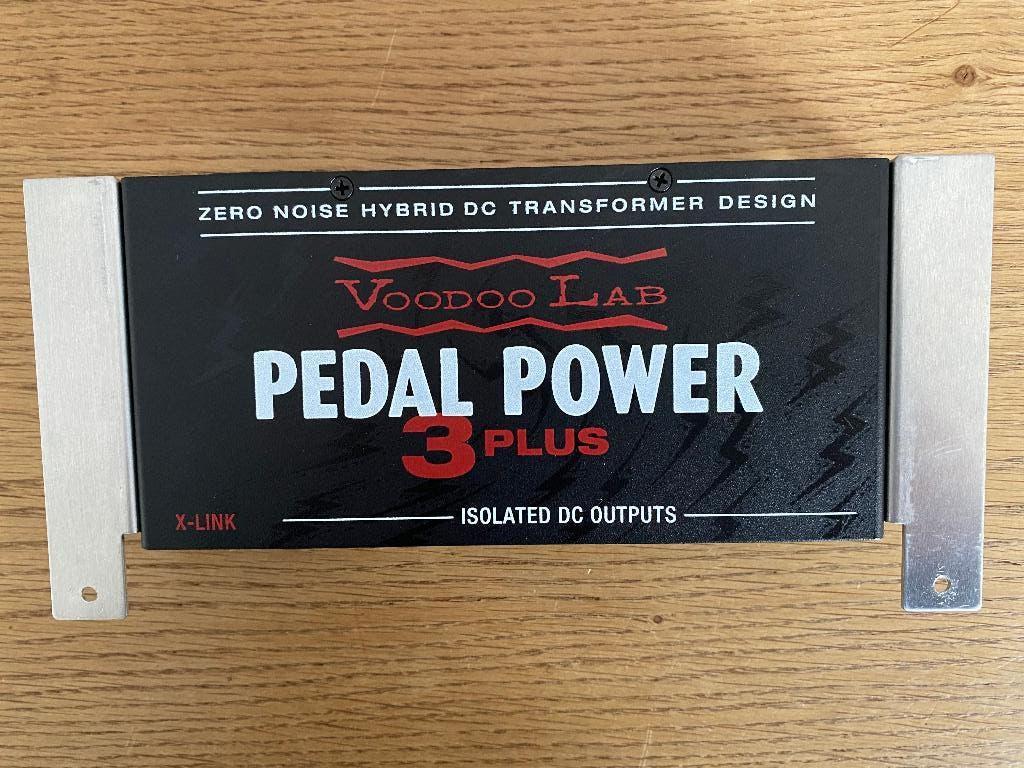 ZERO NOISE HYBRID DC TRANSFORMER DESIGN
VOODOO LAB
PEDAL POWER
3 PLUS
X-LINK
ISOLATED DC OUTPUTS